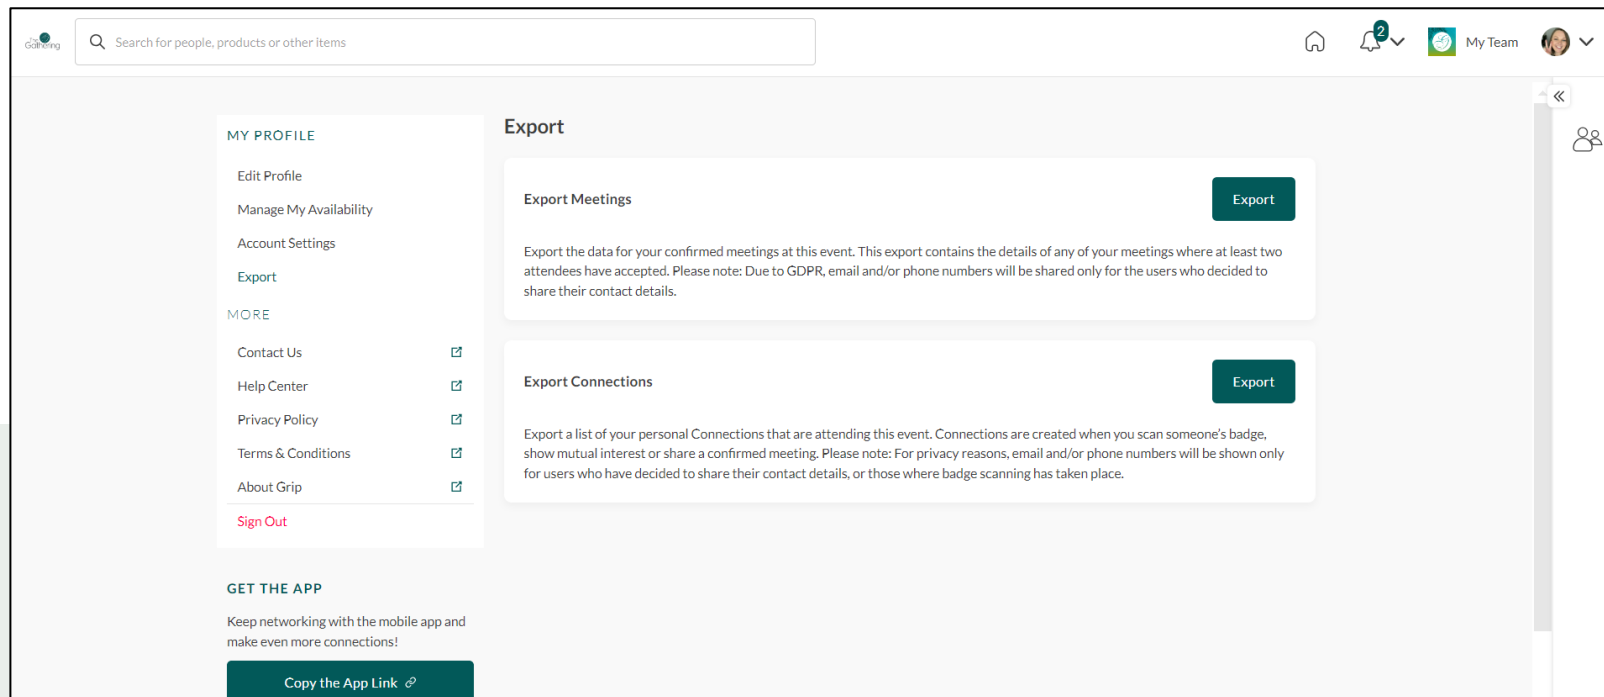 The
Gathering
Search for people, products or other items
2
My Team
MY PROFILE
Edit Profile
Manage My Availability
Account Settings
Export
MORE
Contact Us
Help Center
Privacy Policy
Terms & Conditions
About Grip
Sign Out
GET THE APP
Keep networking with the mobile app and
make even more connections!
Copy the App Link
Export
Export Meetings
Export
Export the data for your confirmed meetings at this event. This export contains the details of any of your meetings where at least two
attendees have accepted. Please note: Due to GDPR, email and/or phone numbers will be shared only for the users who decided to
share their contact details.
Export Connections
Export
Export a list of your personal Connections that are attending this event. Connections are created when you scan someone's badge,
show mutual interest or share a confirmed meeting. Please note: For privacy reasons, email and/or phone numbers will be shown only
for users who have decided to share their contact details, or those where badge scanning has taken place.